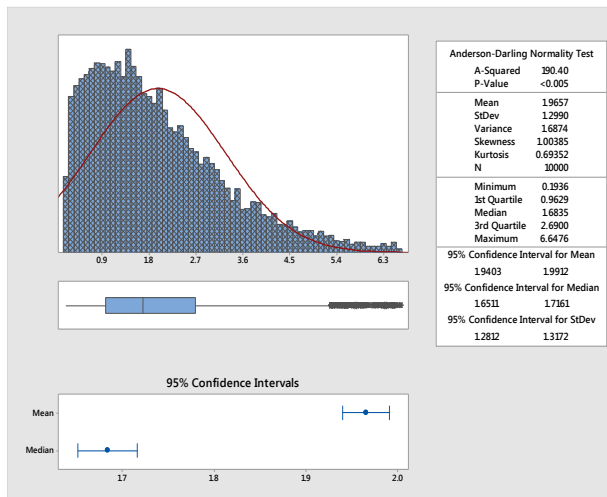 0.9 1.8 2.7 3.6 4.5 5.4 6.3
Anderson-Darling Normality Test
A-Squared 190.40
P-Value <0.005
Mean 1.9657
StDev 1.2990
Variance 1.6874
Skewness 1.00385
Kurtosis 0.69352
N 10000
Minimum 0.1936
1st Quartile 0.9629
Median 1.6835
3rd Quartile 2.6900
Maximum 6.6476
95% Confidence Interval for Mean
1.9403 1.9912
95% Confidence Interval for Median
1.6511 1.7161
95% Confidence Interval for StDev
1.2812 1.3172
95% Confidence Intervals
Mean
Median
1.7 1.8 1.9 2.0